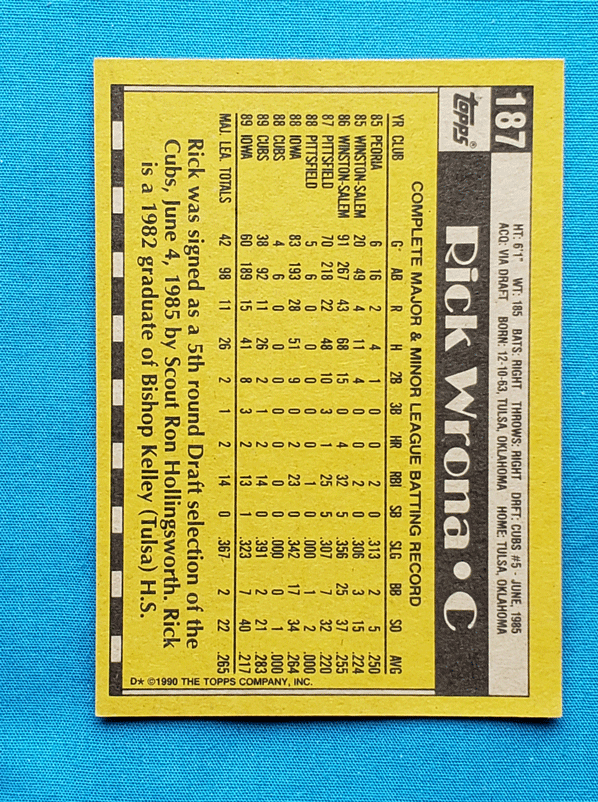 187
HT: 6'1" WT: 185 BATS: RIGHT THROWS: RIGHT DRFT: CUBS #5 - JUNE, 1985
ACQ: VIA DRAFT BORN: 12-10-63, TULSA, OKLAHOMA HOME: TULSA, OKLAHOMA
topps® Rick Wrona • C
COMPLETE MAJOR & MINOR LEAGUE BATTING RECORD
YR CLUB G AB R H 2B 3B HR RBI SB SLG BB SO AVG
85 PEORIA 6 16 2 4 1 0 0 2 0 .313 2 5 .250
85 WINSTON-SALEM 20 49 4 11 4 0 0 2 0 .306 3 15 .224
86 WINSTON-SALEM 91 267 43 68 15 0 4 32 5 .356 25 37 .255
87 PITTSFIELD 70 218 22 48 10 3 1 25 5 .307 7 32 .220
88 PITTSFIELD 5 6 0 0 0 0 0 1 0 .000 1 2 .000
88 IOWA 83 193 28 51 9 0 2 23 0 .342 17 34 .264
88 CUBS 4 6 0 0 0 0 0 0 0 .000 0 1 .000
89 CUBS 38 92 11 26 2 1 2 14 0 .391 2 21 .283
89 IOWA 60 189 15 41 8 3 2 13 1 .323 7 40 .217
MAJ. LEA. TOTALS 42 98 11 26 2 1 2 14 0 .367 2 22 .265
Rick was signed as a 5th round Draft selection of the
Cubs, June 4, 1985 by Scout Ron Hollingsworth. Rick
is a 1982 graduate of Bishop Kelley (Tulsa) H.S.
D* ©1990 THE TOPPS COMPANY, INC.